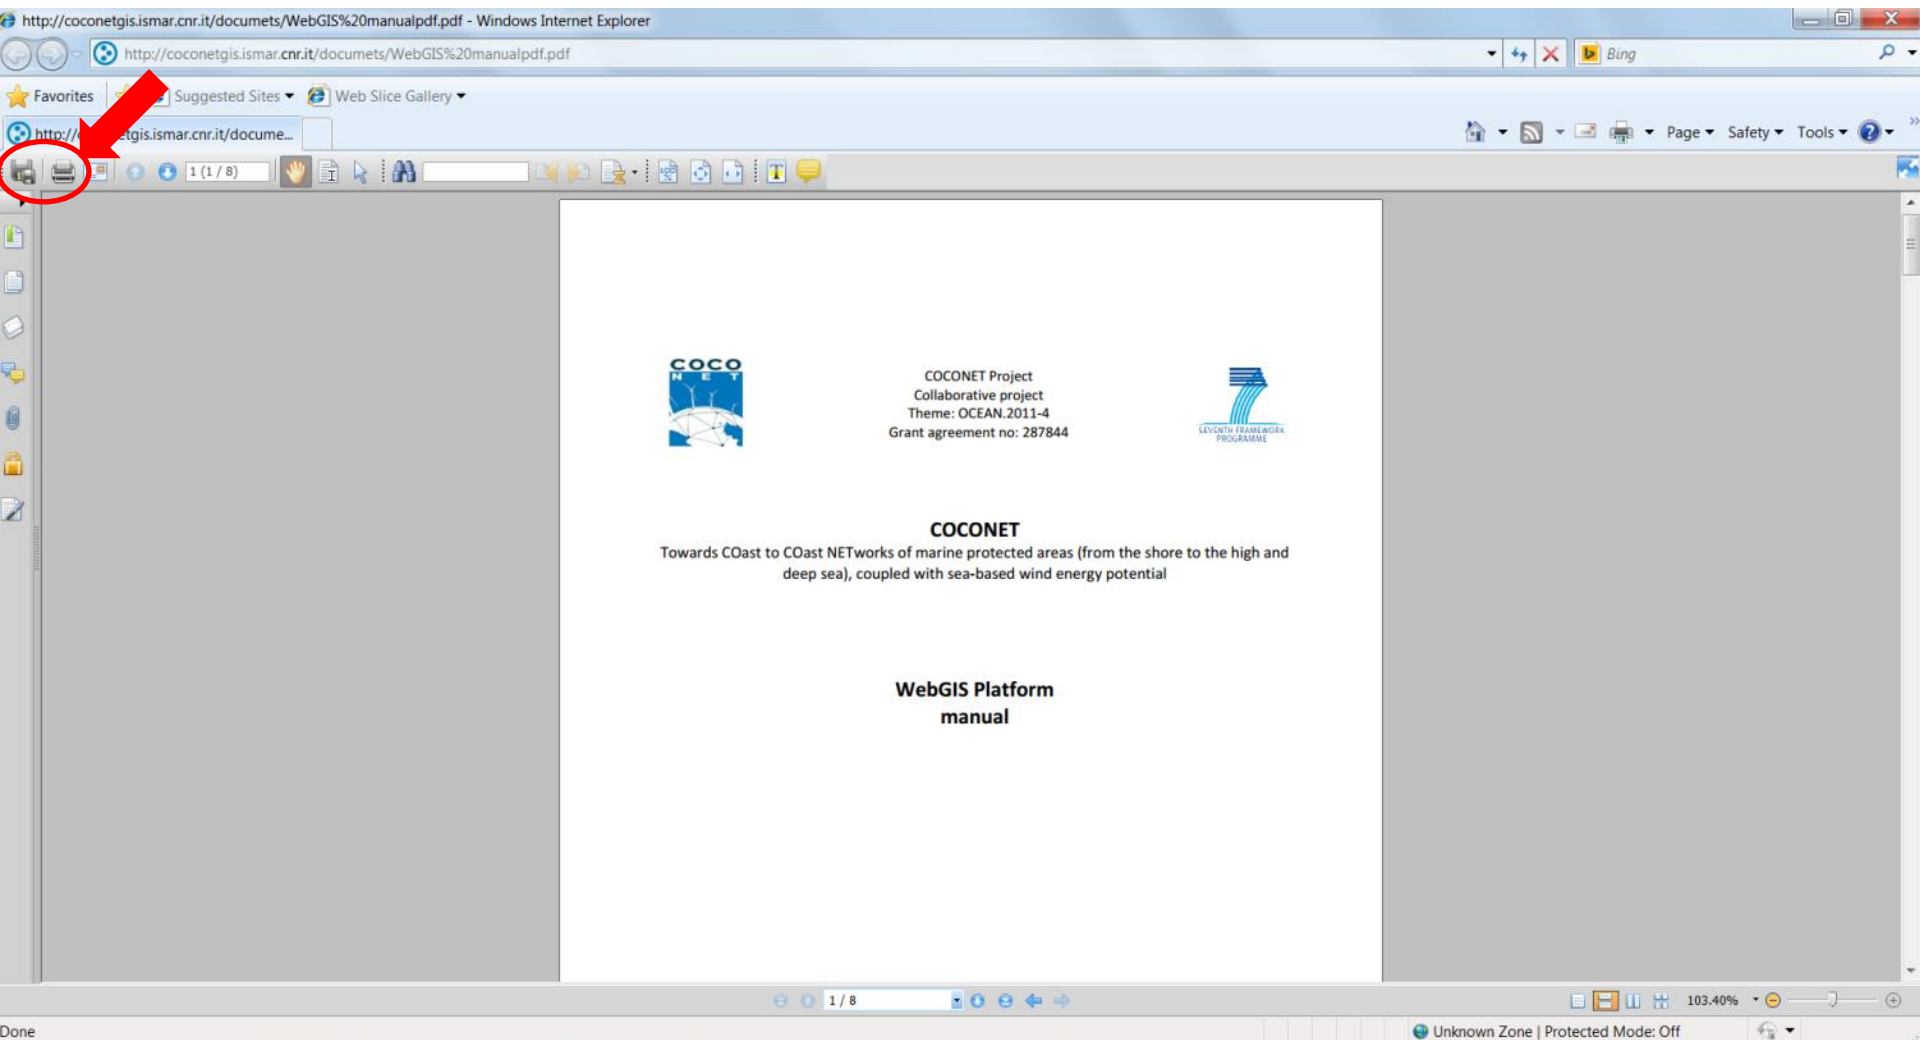 http://coconetgis.ismar.cnr.it/documets/WebGIS%20manualpdf.pdf - Windows Internet Explorer
http://coconetgis.ismar.cnr.it/documets/WebGIS%20manualpdf.pdf
Bing
Favorites
Suggested Sites
Web Slice Gallery
http://c tgis.ismar.cnr.it/docume...
Page
Safety
Tools
1 (1 / 8)
COCO
NET
COCONET Project
Collaborative project
Theme: OCEAN.2011-4
Grant agreement no: 287844
SEVENTH FRAMEWORK
PROGRAMME
COCONET
Towards COast to COast NETworks of marine protected areas (from the shore to the high and
deep sea), coupled with sea-based wind energy potential
WebGIS Platform
manual
1 / 8
103.40%
Done
Unknown Zone | Protected Mode: Off